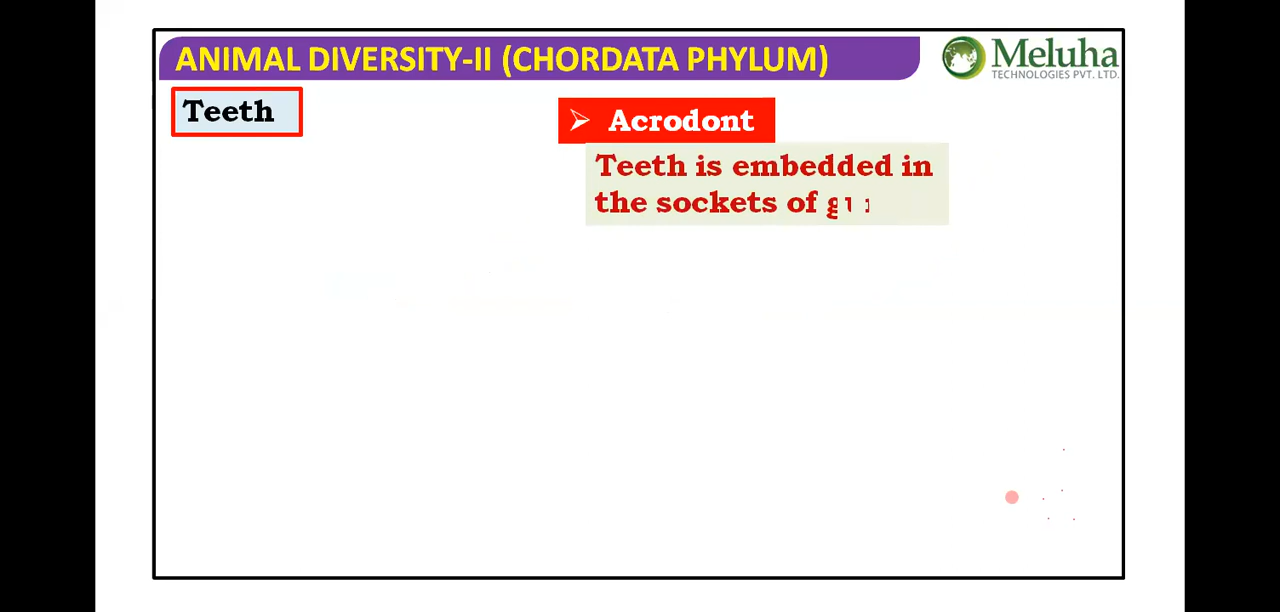 ANIMAL DIVERSITY-II (CHORDATA PHYLUM)
Meluha
TECHNOLOGIES PVT. LTD.
Teeth
➢ Acrodont
Teeth is embedded in
the sockets of